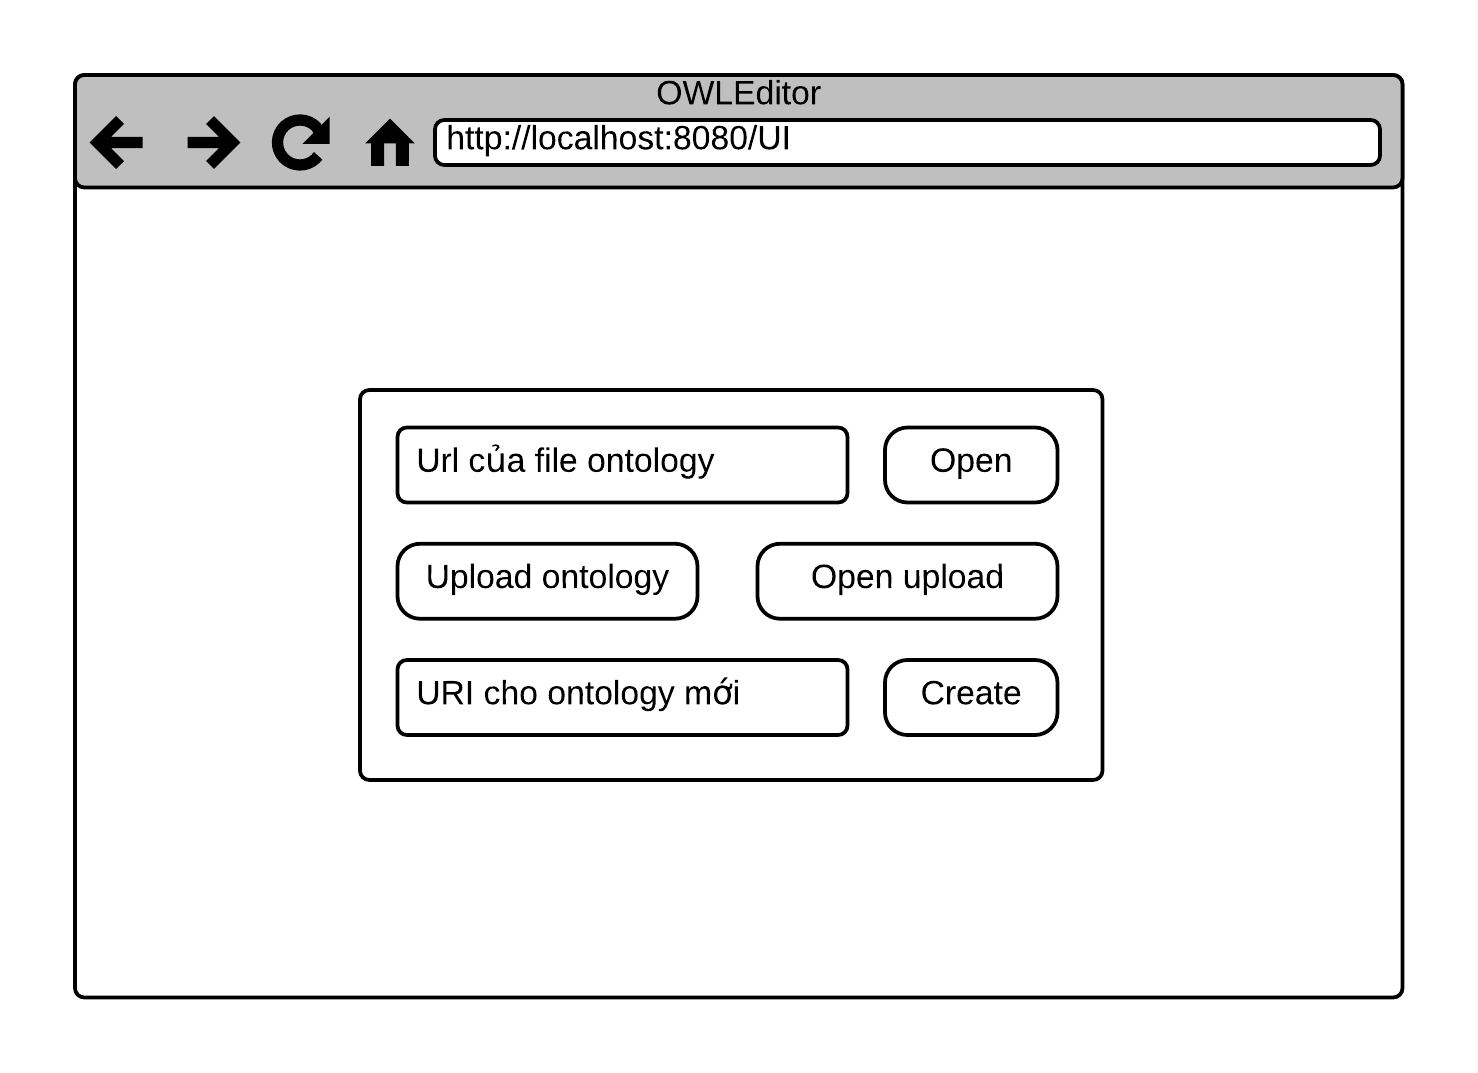 OWLEditor
http://localhost:8080/UI
Url của file ontology
Open
Upload ontology
Open upload
URI cho ontology mới
Create